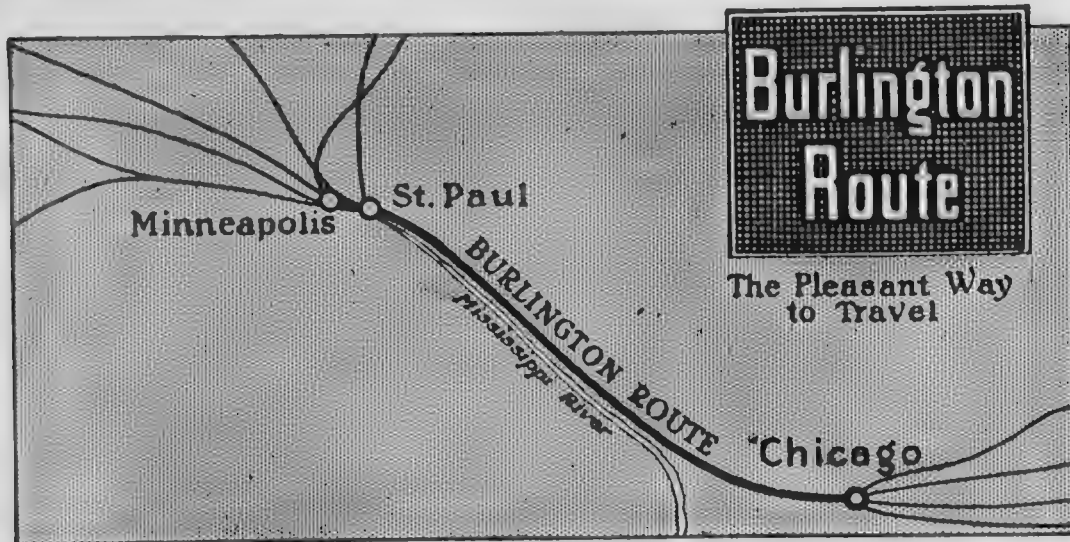 Burlington
Route
The Pleasant Way
to Travel
St. Paul
Minneapolis
BURLINGTON ROUTE
Mississippi River
Chicago